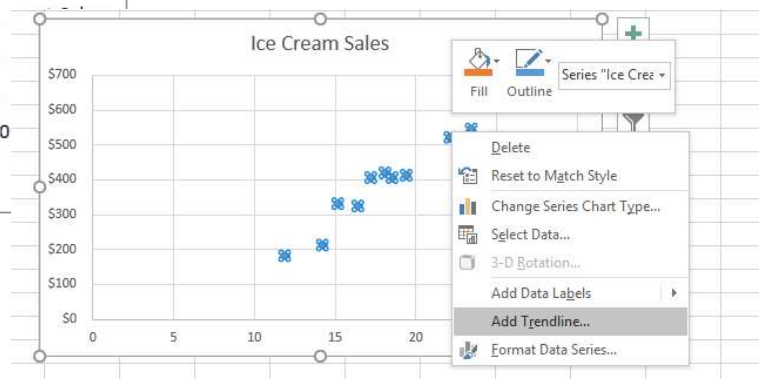 Ice Cream Sales
$700
$600
$500
$400
$300
$200
$100
$0
0
5
10
15
20
0
Fill
Outline
Series "Ice Crea
Delete
Reset to Match Style
Change Series Chart Type...
Select Data...
3-D Rotation...
Add Data Labels
Add Trendline...
Format Data Series...